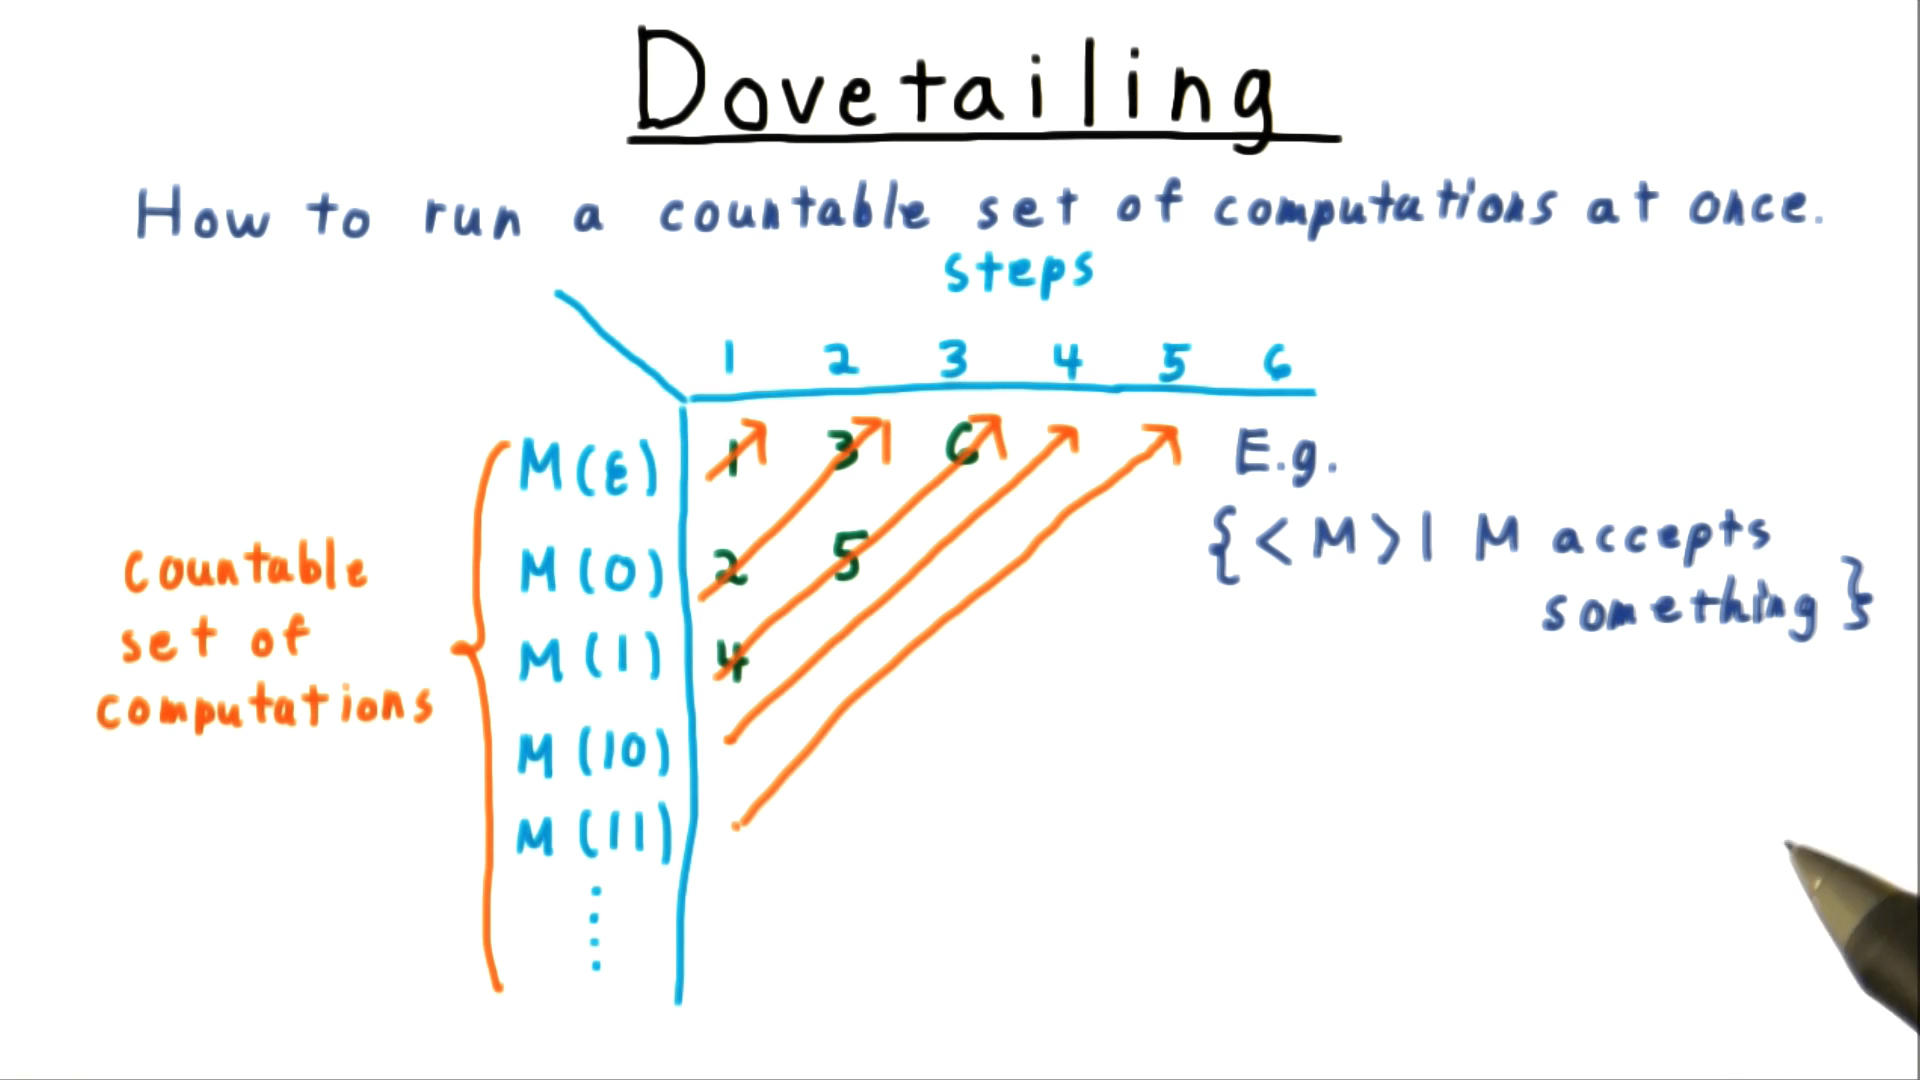 Dovetailing
How to run a countable set of computations at once.
steps
1 2 3 4 5 6
M(ε) 1 3 6
M(0) 2 5
M(1) 4
M(10)
M(11)
countable
set of
computations
E.g.
{<M>| M accepts
something}